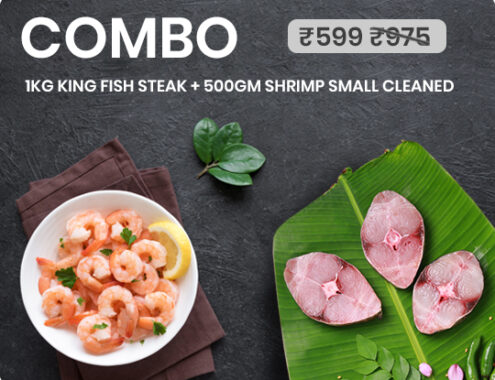 COMBO
₹599 ₹975
1KG KING FISH STEAK + 500GM SHRIMP SMALL CLEANED